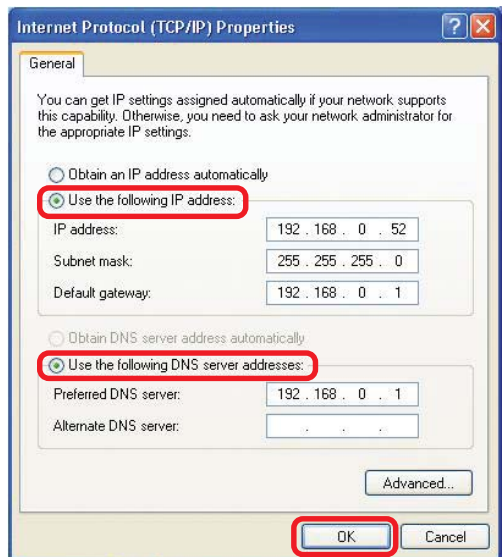 Internet Protocol (TCP/IP) Properties
General
You can get IP settings assigned automatically if your network supports
this capability. Otherwise, you need to ask your network administrator for
the appropriate IP settings.
Obtain an IP address automatically
Use the following IP address:
IP address: 192 . 168 . 0 . 52
Subnet mask: 255 . 255 . 255 . 0
Default gateway: 192 . 168 . 0 . 1
Obtain DNS server address automatically
Use the following DNS server addresses:
Preferred DNS server: 192 . 168 . 0 . 1
Alternate DNS server: . . .
Advanced...
OK Cancel